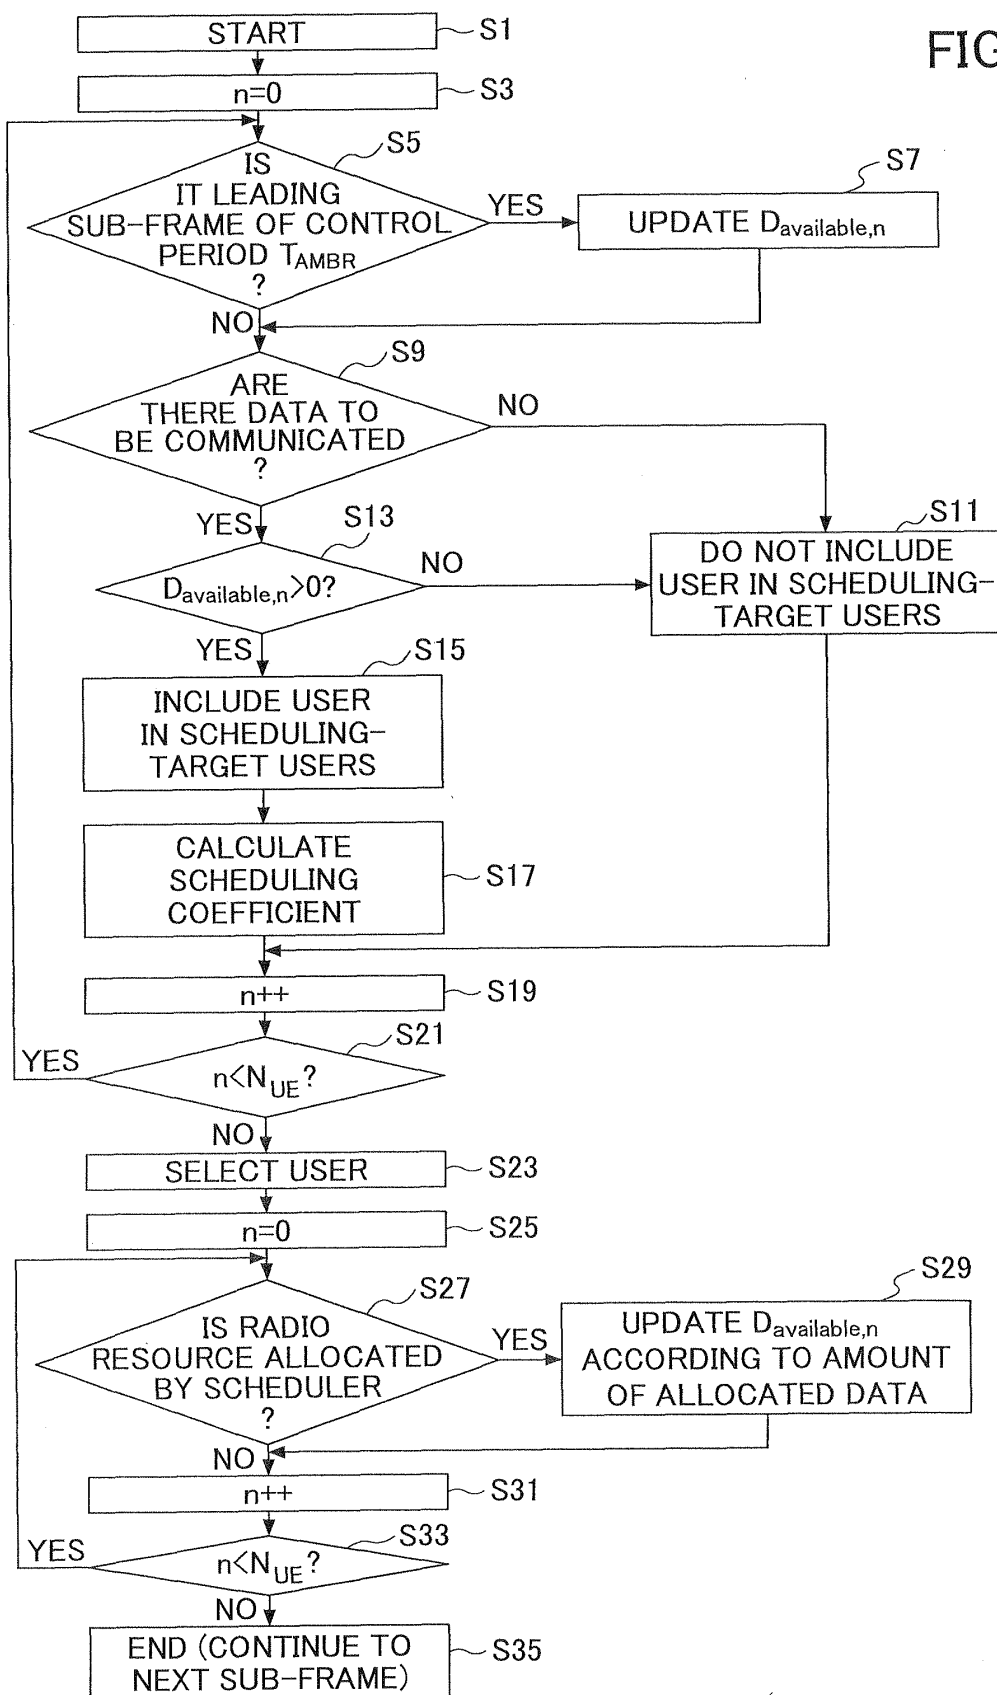 START
S1
FIG
n=0
S3
S5
IS
IT LEADING
SUB-FRAME OF CONTROL
PERIOD TAMBR
?
YES
S7
UPDATE Davailable,n
NO
S9
ARE
THERE DATA TO
BE COMMUNICATED
?
NO
YES
S13
Davailable,n>0?
NO
S11
DO NOT INCLUDE
USER IN SCHEDULING-
TARGET USERS
YES
S15
INCLUDE USER
IN SCHEDULING-
TARGET USERS
CALCULATE
SCHEDULING
COEFFICIENT
S17
n++
S19
S21
YES
n<NUE?
NO
SELECT USER
S23
n=0
S25
S27
IS RADIO
RESOURCE ALLOCATED
BY SCHEDULER
?
YES
S29
UPDATE Davailable,n
ACCORDING TO AMOUNT
OF ALLOCATED DATA
NO
n++
S31
S33
YES
n<NUE?
NO
END (CONTINUE TO
NEXT SUB-FRAME)
S35